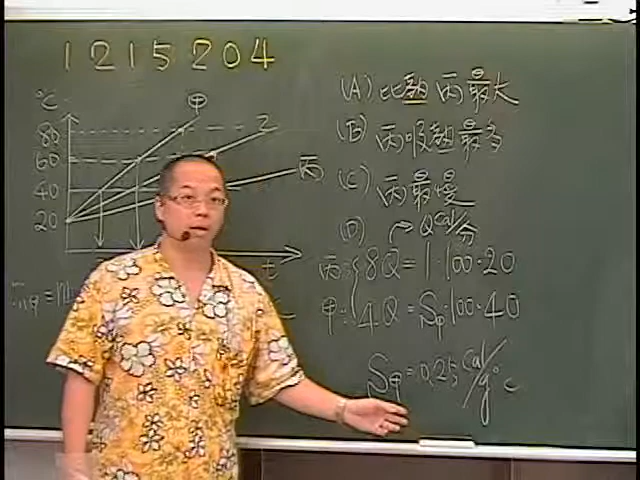 1215204
°C
甲
80
乙
60
丙
40
20
t
(A) 比熱丙最大
(B) 丙吸熱最多
(C) 丙最慢
(D) Q cal/分
丙: 8Q = 1·100·20
甲: 4Q = S甲·100·40
S甲 = 0.25 cal/g°C